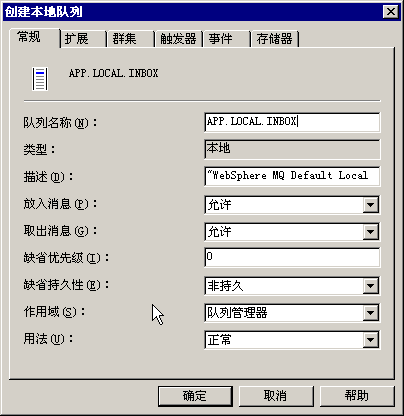 创建本地队列
常规 扩展 群集 触发器 事件 存储器
APP.LOCAL.INBOX
队列名称(N)： APP.LOCAL.INBOX
类型： 本地
描述(D)： "WebSphere MQ Default Local
放入消息(P)： 允许
取出消息(G)： 允许
缺省优先级(I)： 0
缺省持久性(E)： 非持久
作用域(S)： 队列管理器
用法(U)： 正常
确定 取消 帮助